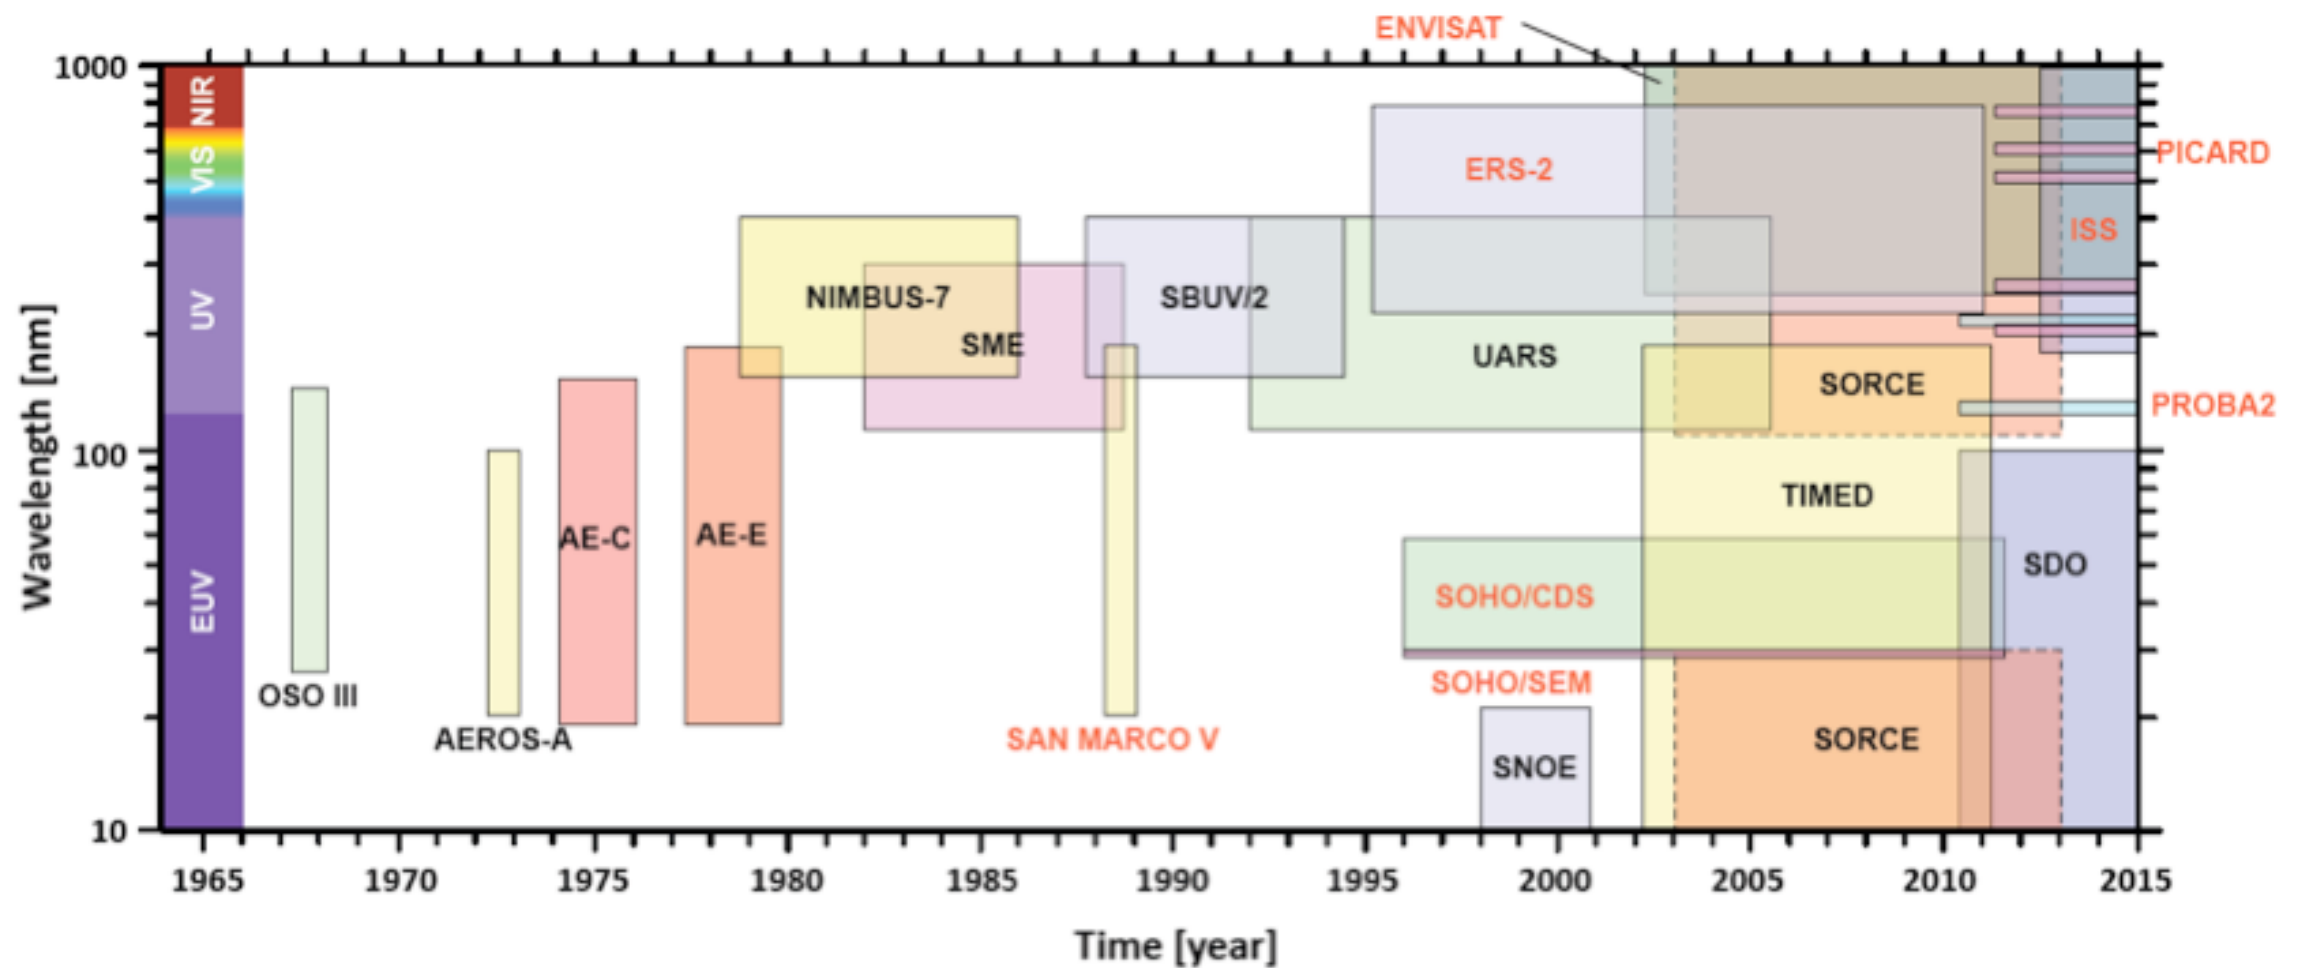 ENVISAT
1000
NIR
VIS
UV
EUV
Wavelength [nm]
100
10
PICARD
ERS-2
ISS
NIMBUS-7
SBUV/2
SME
UARS
SORCE
PROBA2
TIMED
AE-C
AE-E
SDO
SOHO/CDS
OSO III
SOHO/SEM
AEROS-A
SAN MARCO V
SORCE
SNOE
1965 1970 1975 1980 1985 1990 1995 2000 2005 2010 2015
Time [year]